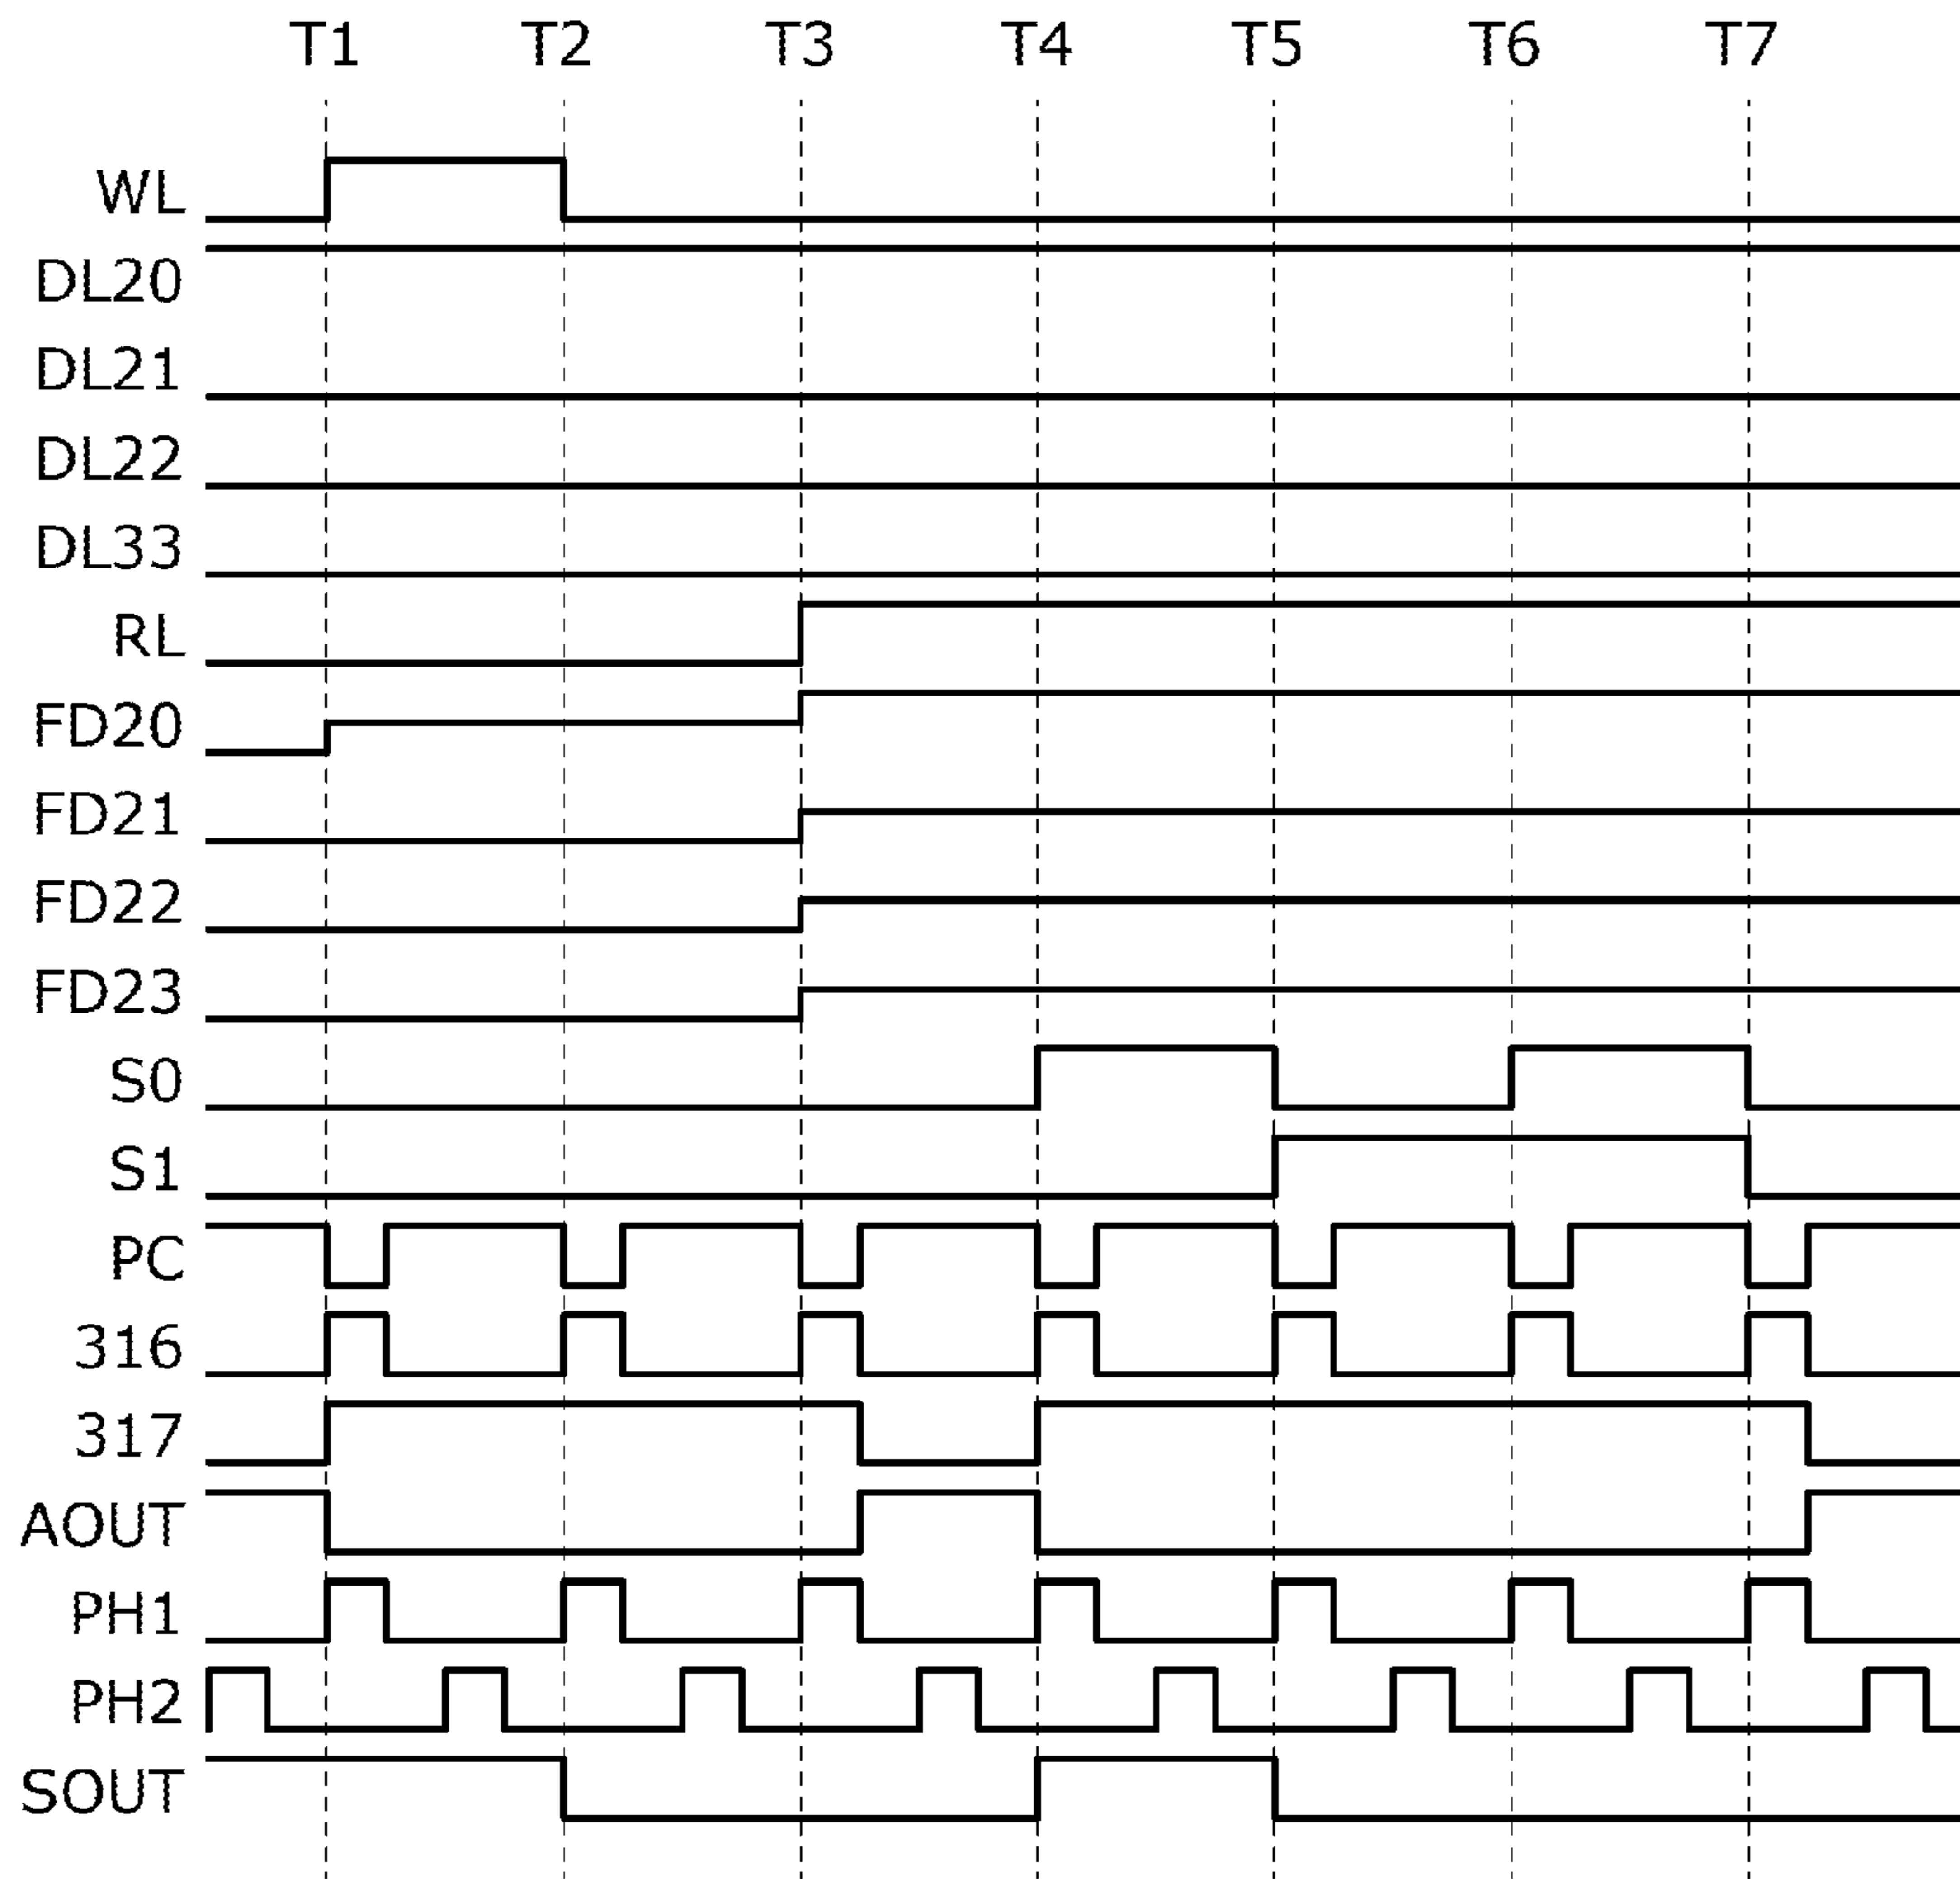 T1 T2 T3 T4 T5 T6 T7
WL
DL20
DL21
DL22
DL33
RL
FD20
FD21
FD22
FD23
S0
S1
PC
316
317
AOUT
PH1
PH2
SOUT